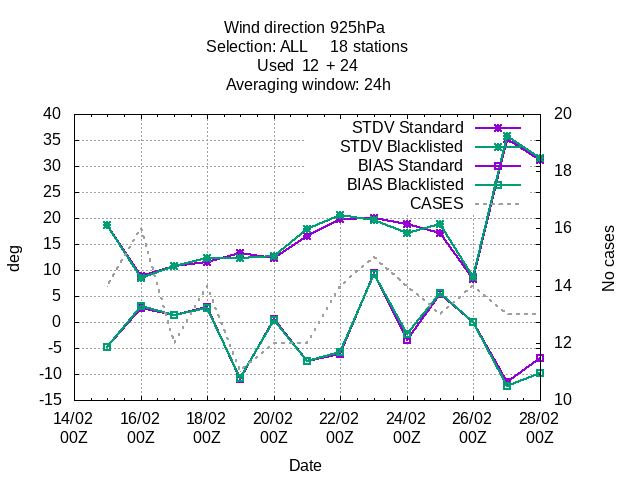 Wind direction 925hPa
Selection: ALL 18 stations
Used 12 + 24
Averaging window: 24h
40 20
35
30 18
25
20 16
15
10 14
5
0 12
-5
-10
-15 10
STDV Standard
STDV Blacklisted
BIAS Standard
BIAS Blacklisted
CASES
deg
No cases
14/02 16/02 18/02 20/02 22/02 24/02 26/02 28/02
00Z 00Z 00Z 00Z 00Z 00Z 00Z 00Z
Date